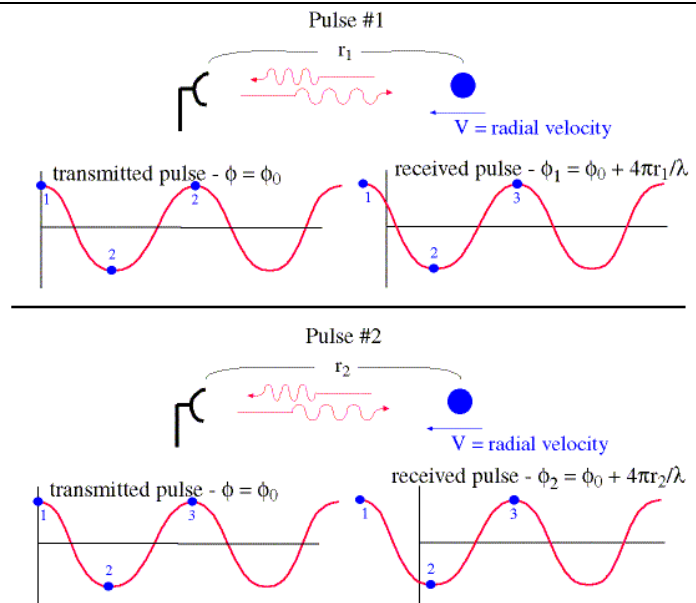 Pulse #1
r₁
V = radial velocity
transmitted pulse - ϕ = ϕ₀
received pulse - ϕ₁ = ϕ₀ + 4πr₁/λ
1
2
2
1
3
2
Pulse #2
r₂
V = radial velocity
transmitted pulse - ϕ = ϕ₀
received pulse - ϕ₂ = ϕ₀ + 4πr₂/λ
1
3
2
1
3
2